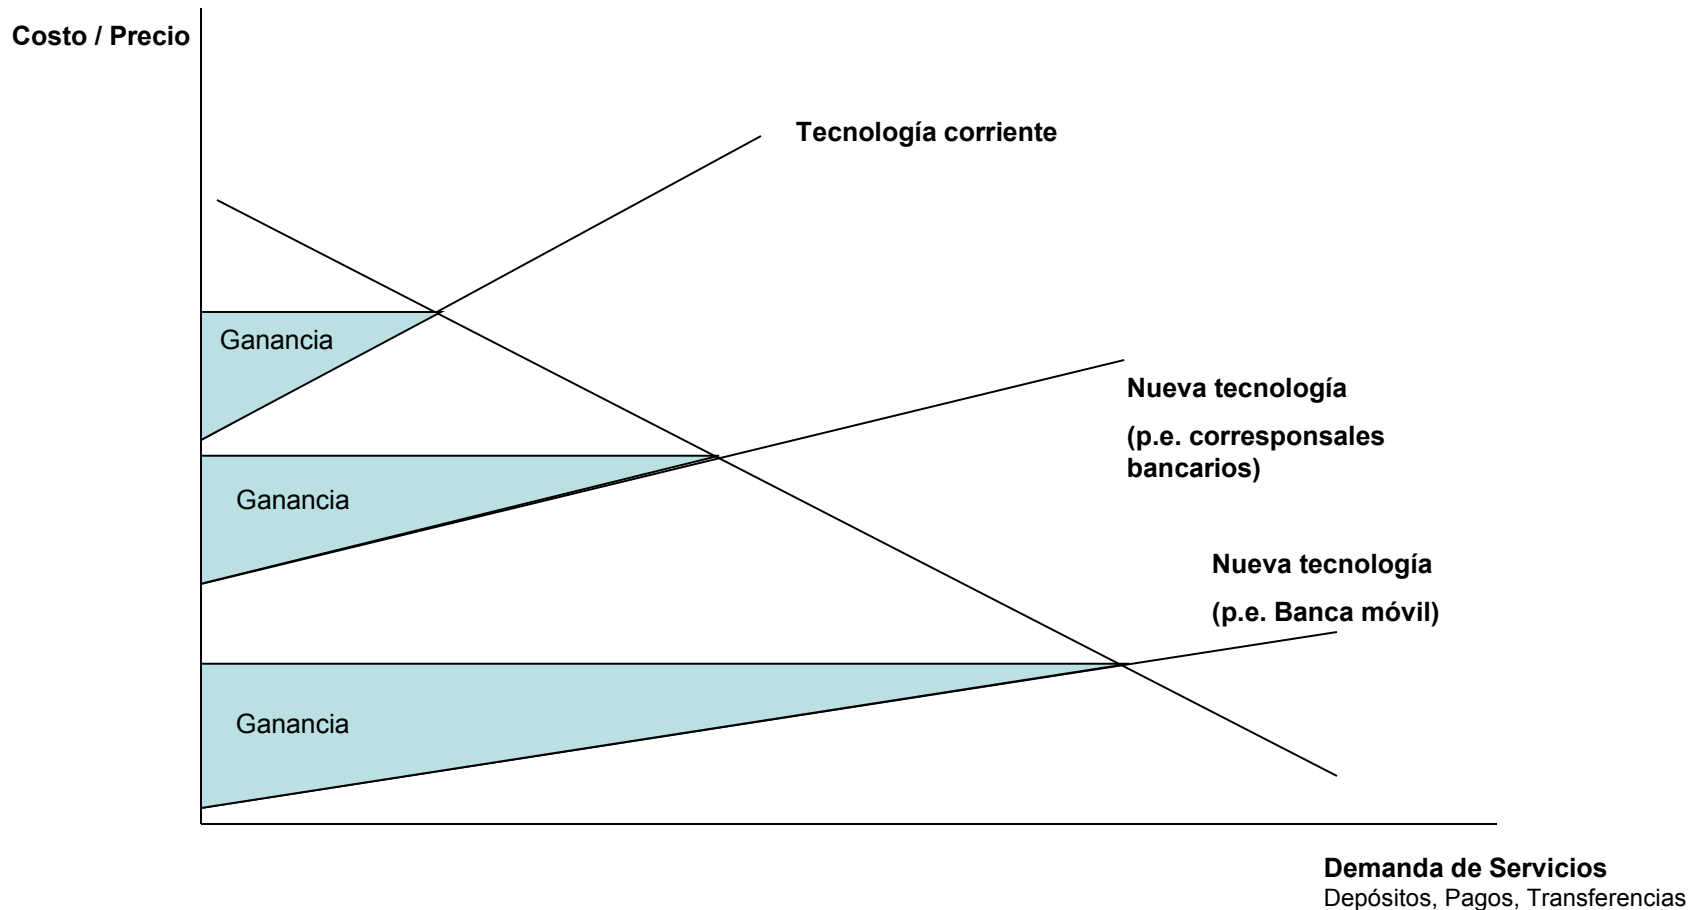 Costo / Precio
Tecnología corriente
Ganancia
Nueva tecnología
(p.e. corresponsales
bancarios)
Ganancia
Nueva tecnología
(p.e. Banca móvil)
Ganancia
Demanda de Servicios
Depósitos, Pagos, Transferencias